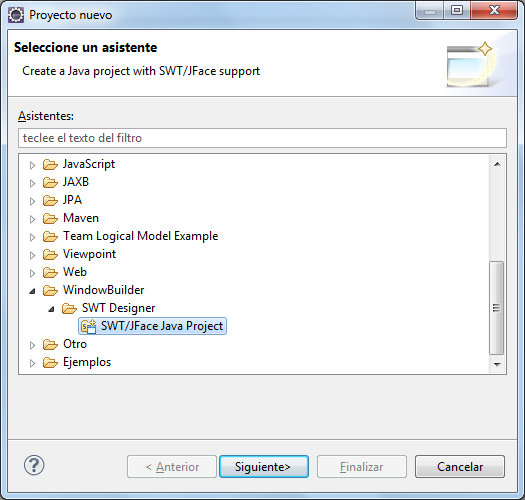 Proyecto nuevo
Seleccione un asistente
Create a Java project with SWT/JFace support
Asistentes:
teclee el texto del filtro
JavaScript
JAXB
JPA
Maven
Team Logical Model Example
Viewpoint
Web
WindowBuilder
SWT Designer
SWT/JFace Java Project
Otro
Ejemplos
? < Anterior Siguiente> Finalizar Cancelar